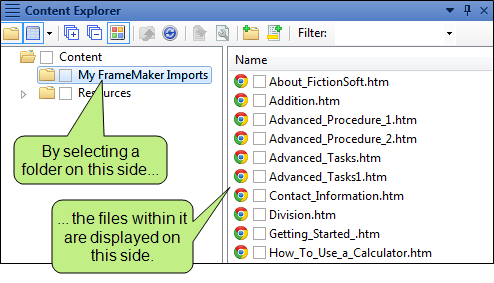 Content Explorer
Filter:
Content
My FrameMaker Imports
Resources
By selecting a
folder on this side...
... the files within it
are displayed on
this side.
Name
About_FictionSoft.htm
Addition.htm
Advanced_Procedure_1.htm
Advanced_Procedure_2.htm
Advanced_Tasks.htm
Advanced_Tasks1.htm
Contact_Information.htm
Division.htm
Getting_Started_.htm
How_To_Use_a_Calculator.htm